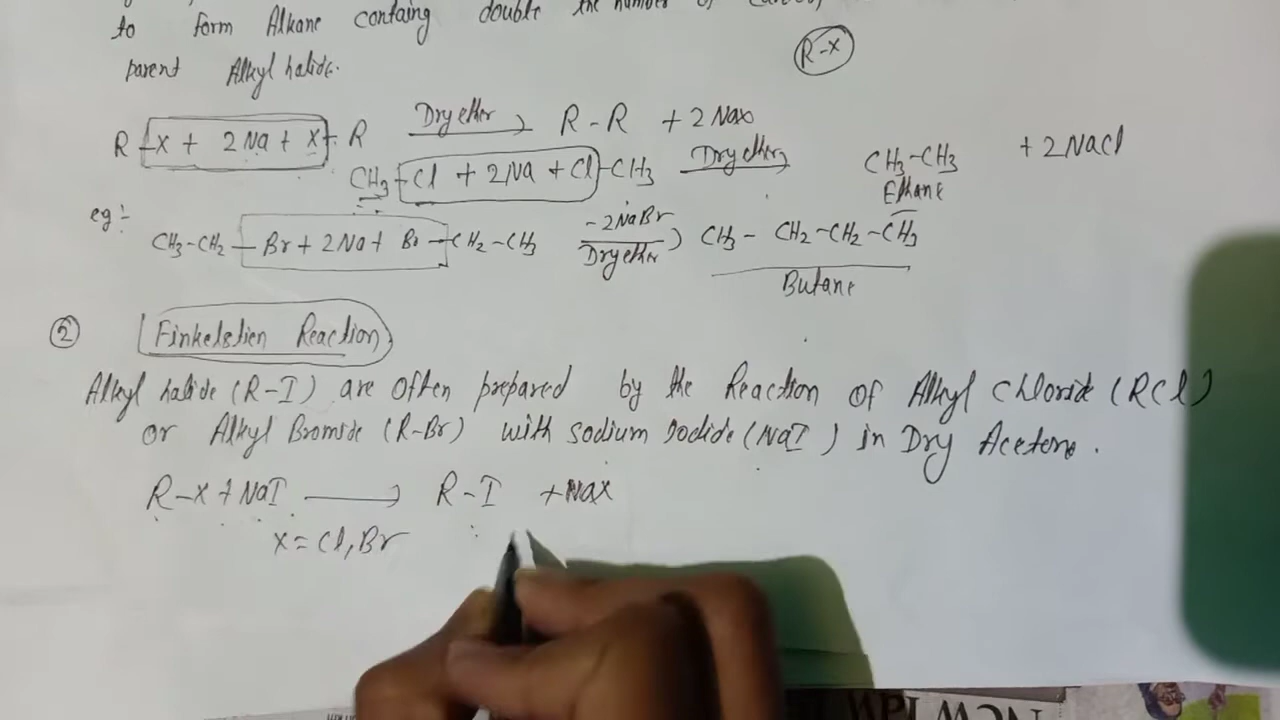 to form Alkane containg double the number of
parent Alkyl halide.
R-X
R-X + 2Na + X-R Dry ether R-R + 2Nax
CH3-Cl + 2Na + Cl-CH3 Dry ether CH3-CH3 + 2NaCl
Ethane
eg:-
CH3-CH2-Br + 2Na + Br-CH2-CH3 -2NaBr Dry ether CH3-CH2-CH2-CH3
Butane
② Finkelstien Reaction
Alkyl halide (R-I) are often prepared by the Reaction of Alkyl Chloride (RCl)
or Alkyl Bromide (R-Br) with sodium Iodide (NaI) in Dry Acetone.
R-X + NaI → R-I + NaX
X = Cl, Br